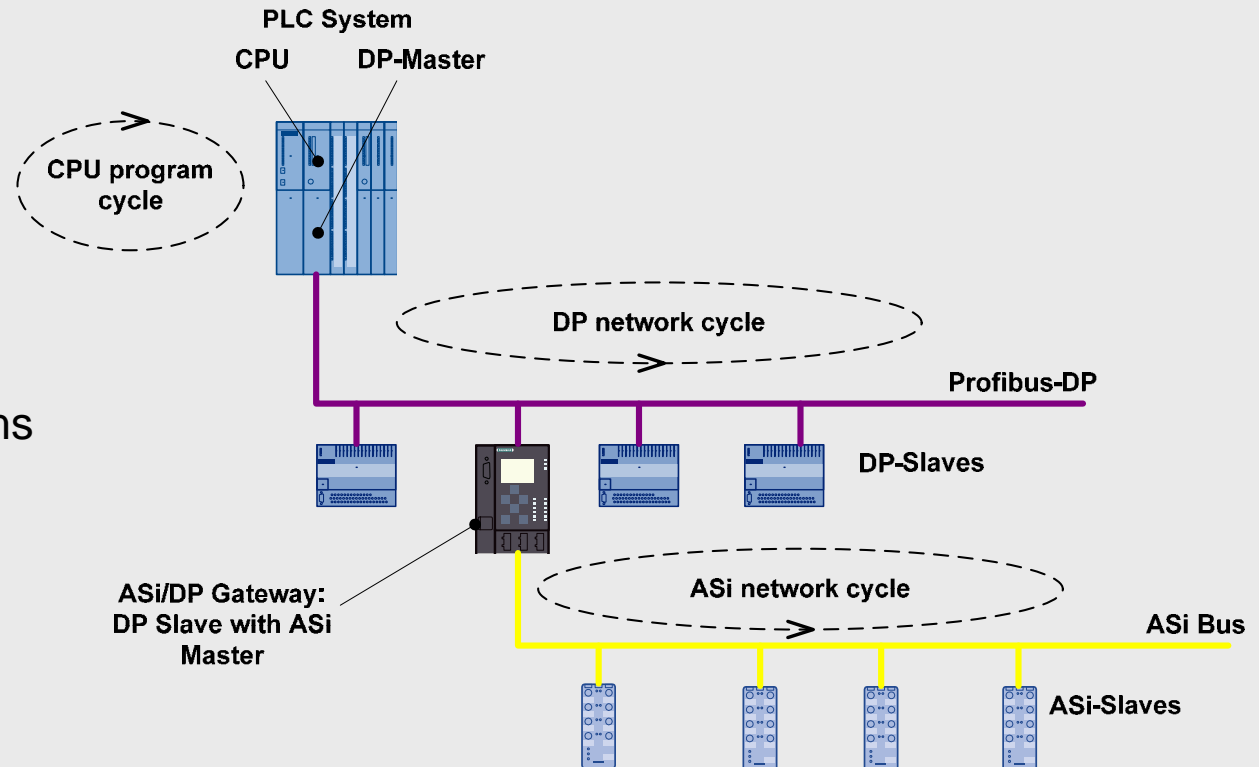 PLC System
CPU DP-Master
CPU program
cycle
DP network cycle
Profibus-DP
ns
DP-Slaves
ASi/DP Gateway:
DP Slave with ASi
Master
ASi network cycle
ASi Bus
ASi-Slaves